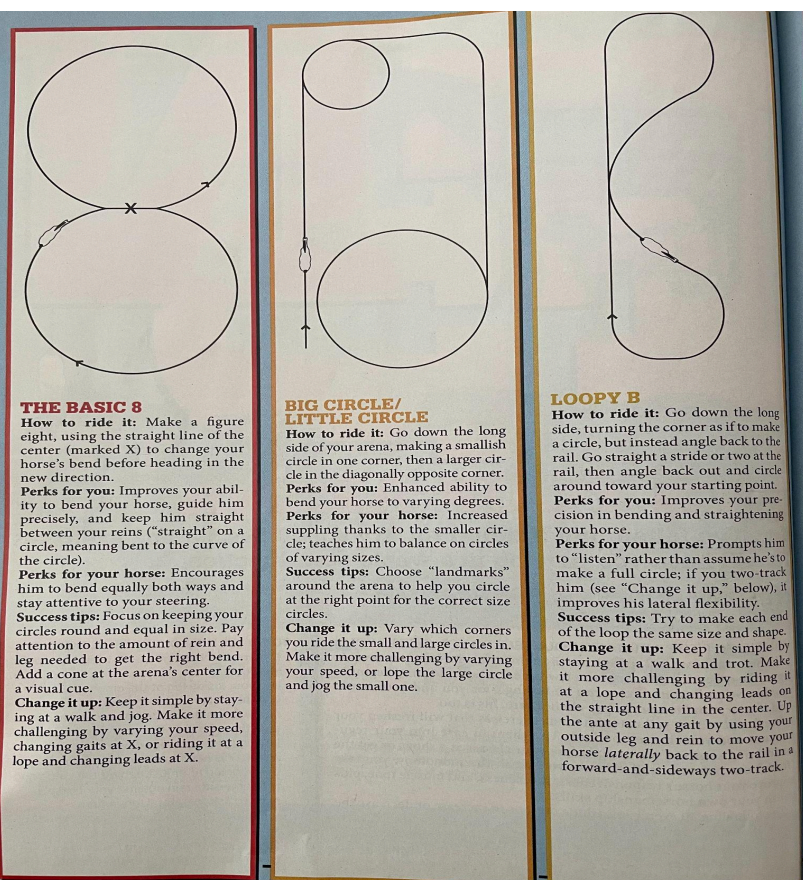 X
THE BASIC 8
How to ride it: Make a figure
eight, using the straight line of the
center (marked X) to change your
horse's bend before heading in the
new direction.
Perks for you: Improves your abil-
ity to bend your horse, guide him
precisely, and keep him straight
between your reins ("straight" on a
circle, meaning bent to the curve of
the circle).
Perks for your horse: Encourages
him to bend equally both ways and
stay attentive to your steering.
Success tips: Focus on keeping your
circles round and equal in size. Pay
attention to the amount of rein and
leg needed to get the right bend.
Add a cone at the arena's center for
a visual cue.
Change it up: Keep it simple by stay-
ing at a walk and jog. Make it more
challenging by varying your speed,
changing gaits at X, or riding it at a
lope and changing leads at X.
BIG CIRCLE/
LITTLE CIRCLE
How to ride it: Go down the long
side of your arena, making a smallish
circle in one corner, then a larger cir-
cle in the diagonally opposite corner.
Perks for you: Enhanced ability to
bend your horse to varying degrees.
Perks for your horse: Increased
suppling thanks to the smaller cir-
cle; teaches him to balance on circles
of varying sizes.
Success tips: Choose "landmarks"
around the arena to help you circle
at the right point for the correct size
circles.
Change it up: Vary which corners
you ride the small and large circles in.
Make it more challenging by varying
your speed, or lope the large circle
and jog the small one.
LOOPY B
How to ride it: Go down the long
side, turning the corner as if to make
a circle, but instead angle back to the
rail. Go straight a stride or two at the
rail, then angle back out and circle
around toward your starting point.
Perks for you: Improves your pre-
cision in bending and straightening
your horse.
Perks for your horse: Prompts him
to "listen" rather than assume he's to
make a full circle; if you two-track
him (see "Change it up," below), it
improves his lateral flexibility.
Success tips: Try to make each end
of the loop the same size and shape.
Change it up: Keep it simple by
staying at a walk and trot. Make
it more challenging by riding it
at a lope and changing leads on
the straight line in the center. Up
the ante at any gait by using your
outside leg and rein to move your
horse laterally back to the rail in a
forward-and-sideways two-track.